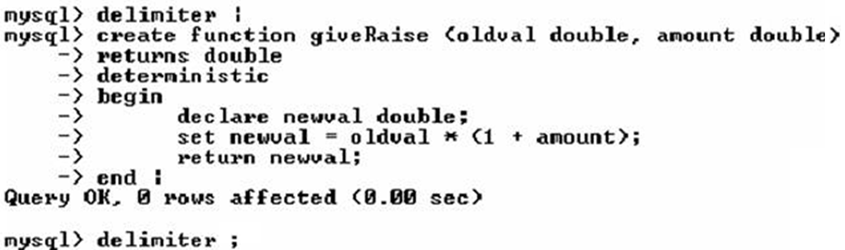 mysql> delimiter |
mysql> create function giveRaise (oldval double, amount double)
    -> returns double
    -> deterministic
    -> begin
    ->       declare newval double;
    ->       set newval = oldval * (1 + amount);
    ->       return newval;
    -> end |
Query OK, 0 rows affected (0.00 sec)
mysql> delimiter ;